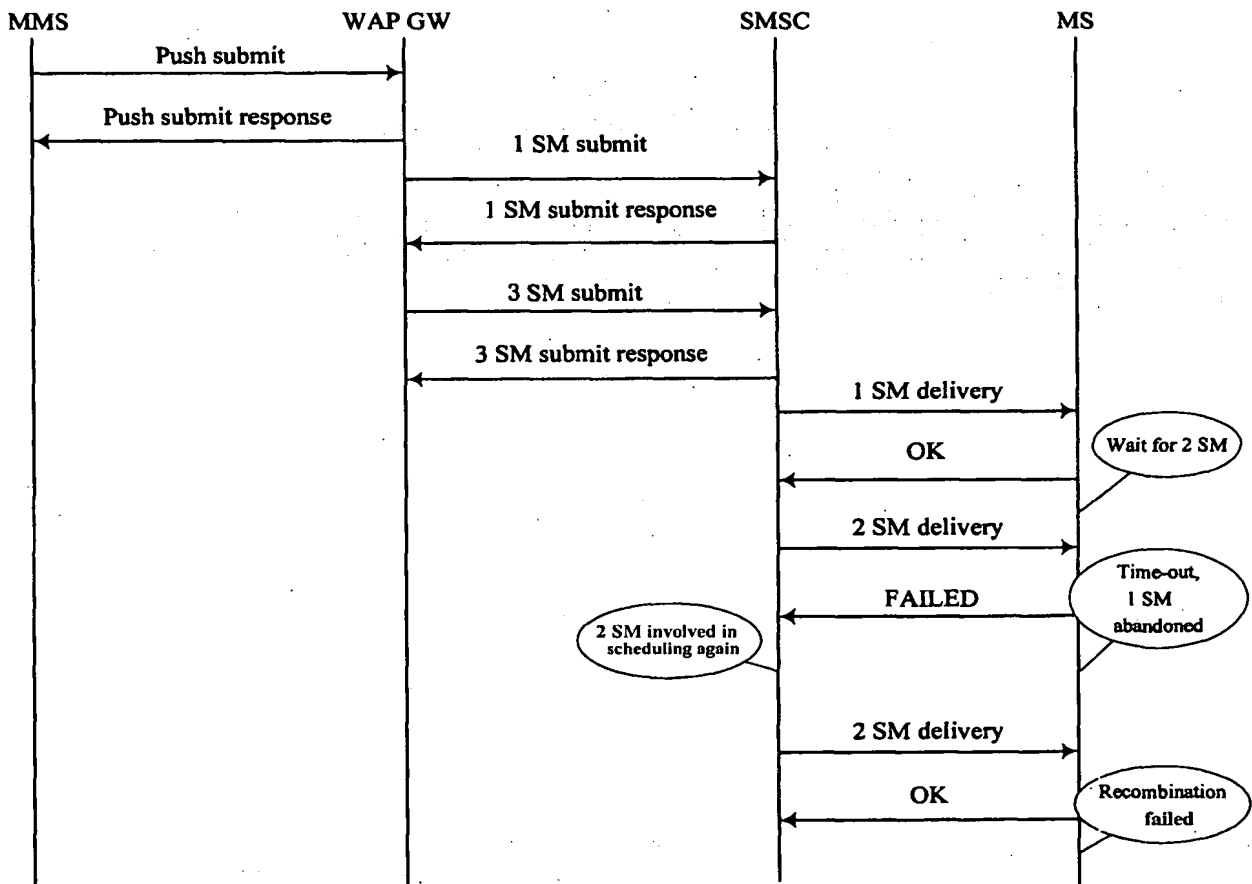 MMS WAP GW SMSC MS
Push submit
Push submit response
1 SM submit
1 SM submit response
3 SM submit
3 SM submit response
1 SM delivery
Wait for 2 SM
OK
2 SM delivery
Time-out,
1 SM
abandoned
FAILED
2 SM involved in
scheduling again
2 SM delivery
OK
Recombination
failed